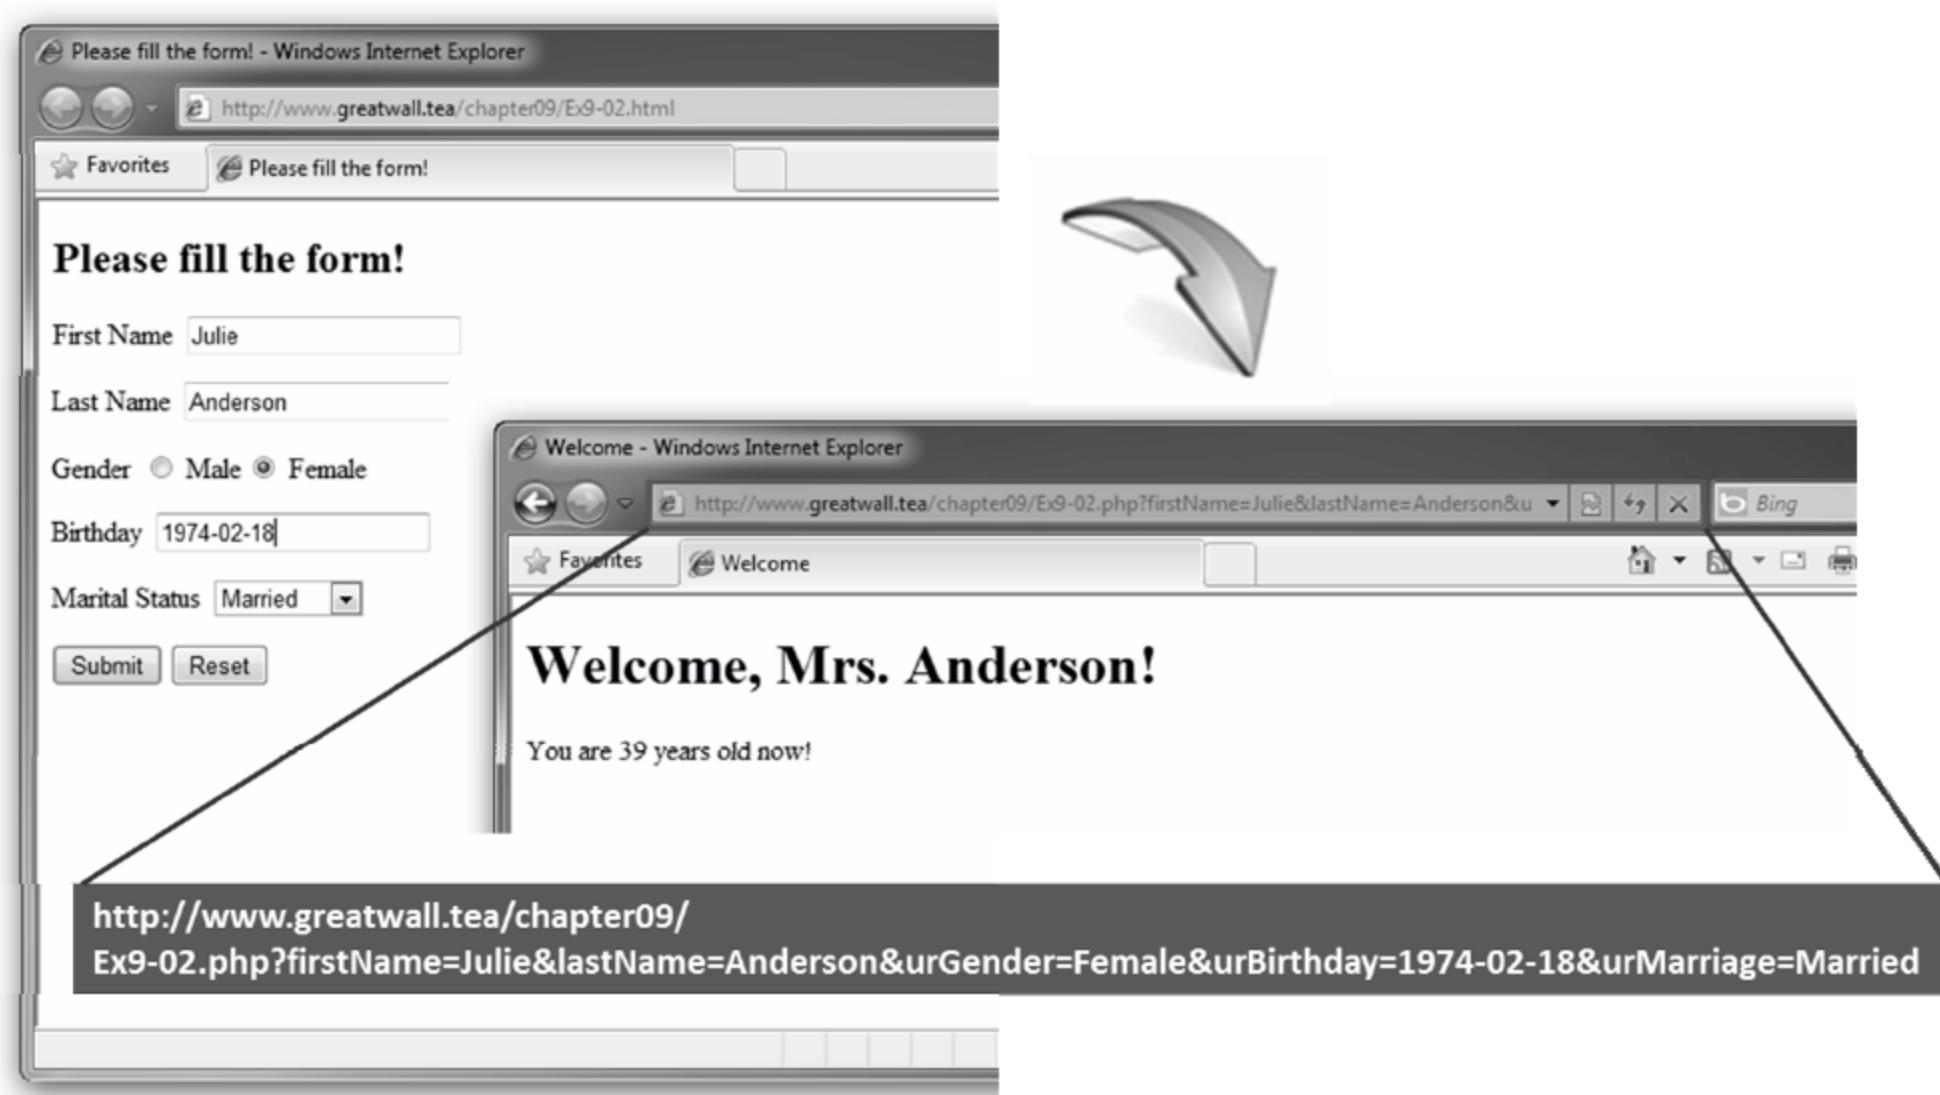 Please fill the form! - Windows Internet Explorer
http://www.greatwall.tea/chapter09/Ex9-02.html
Favorites
Please fill the form!
Please fill the form!
First Name Julie
Last Name Anderson
Gender Male Female
Birthday 1974-02-18
Marital Status Married
Submit Reset
Welcome - Windows Internet Explorer
http://www.greatwall.tea/chapter09/Ex9-02.php?firstName=Julie&lastName=Anderson&u
Bing
Favorites
Welcome
Welcome, Mrs. Anderson!
You are 39 years old now!
http://www.greatwall.tea/chapter09/
Ex9-02.php?firstName=Julie&lastName=Anderson&urGender=Female&urBirthday=1974-02-18&urMarriage=Married